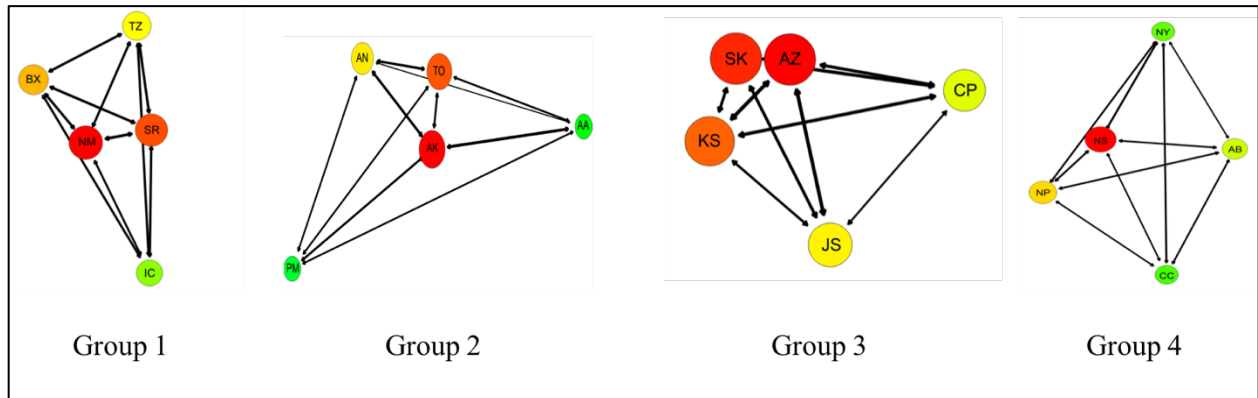 TZ
BX
NM
SR
IC
Group 1
AN
TO
AA
AK
PM
Group 2
SK
AZ
CP
KS
JS
Group 3
NY
NS
AB
NP
CC
Group 4